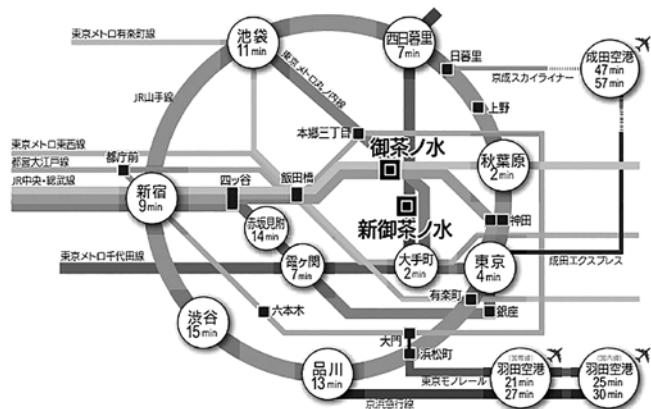 東京メトロ有楽町線
池袋
11min
西日暮里
7min
日暮里
成田空港
47min
57min
京成スカイライナー
東京メトロ丸ノ内線
JR山手線
上野
本郷三丁目
御茶ノ水
東京メトロ東西線
都営大江戸線
都庁前
JR中央・総武線
秋葉原
2min
新宿
9min
四ッ谷
飯田橋
新御茶ノ水
神田
赤坂見附
14min
東京メトロ千代田線
霞ヶ関
7min
大手町
2min
東京
4min
成田エクスプレス
有楽町
銀座
渋谷
15min
六本木
大門
浜松町
品川
13min
東京モノレール
京浜急行線
(国際線)
羽田空港
21min
27min
(国内線)
羽田空港
25min
30min